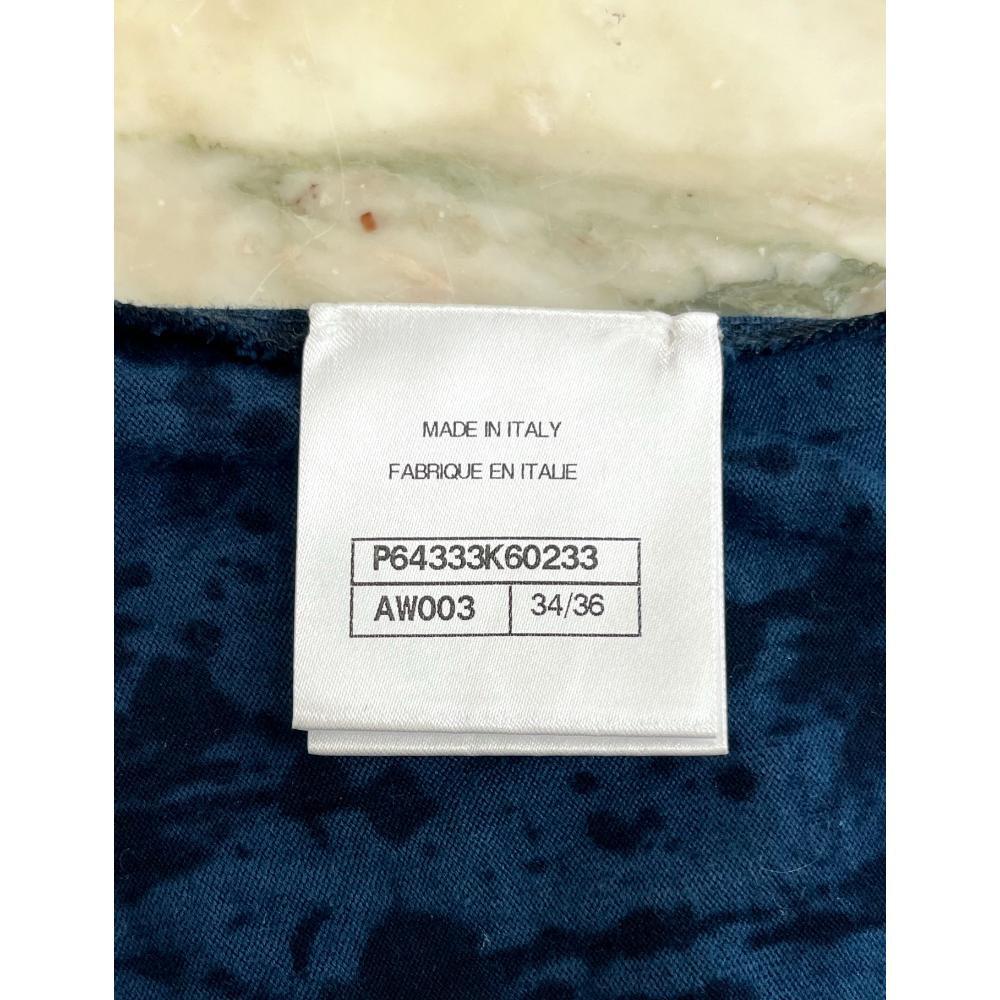 MADE IN ITALY
FABRIQUE EN ITALIE
P64333K60233
AW003 34/36